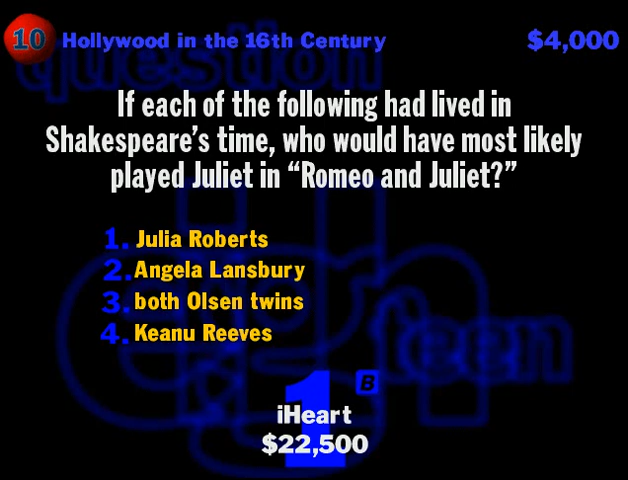 10 Hollywood in the 16th Century $4,000
question
If each of the following had lived in
Shakespeare's time, who would have most likely
played Juliet in “Romeo and Juliet?”
1. Julia Roberts
2. Angela Lansbury
3. both Olsen twins
4. Keanu Reeves
teen
1 B
iHeart
$22,500